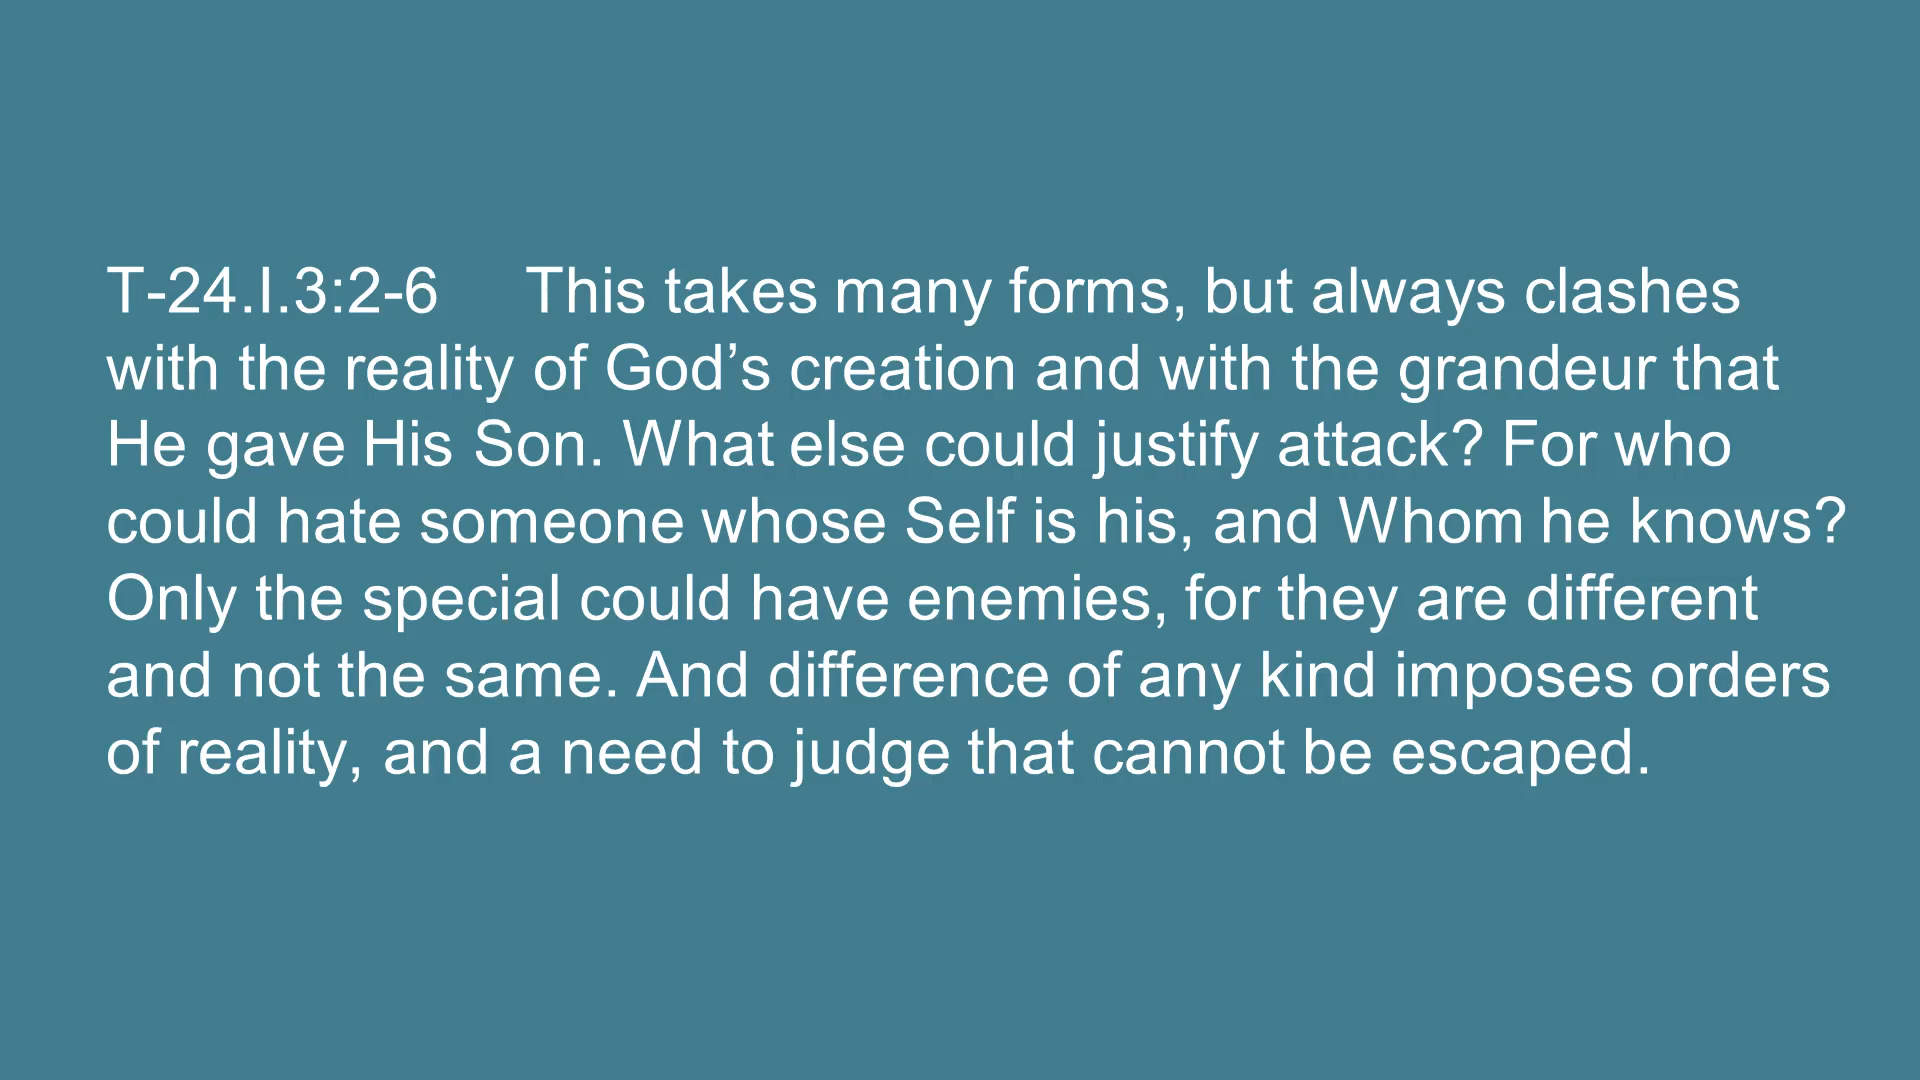 T-24.I.3:2-6 This takes many forms, but always clashes
with the reality of God’s creation and with the grandeur that
He gave His Son. What else could justify attack? For who
could hate someone whose Self is his, and Whom he knows?
Only the special could have enemies, for they are different
and not the same. And difference of any kind imposes orders
of reality, and a need to judge that cannot be escaped.